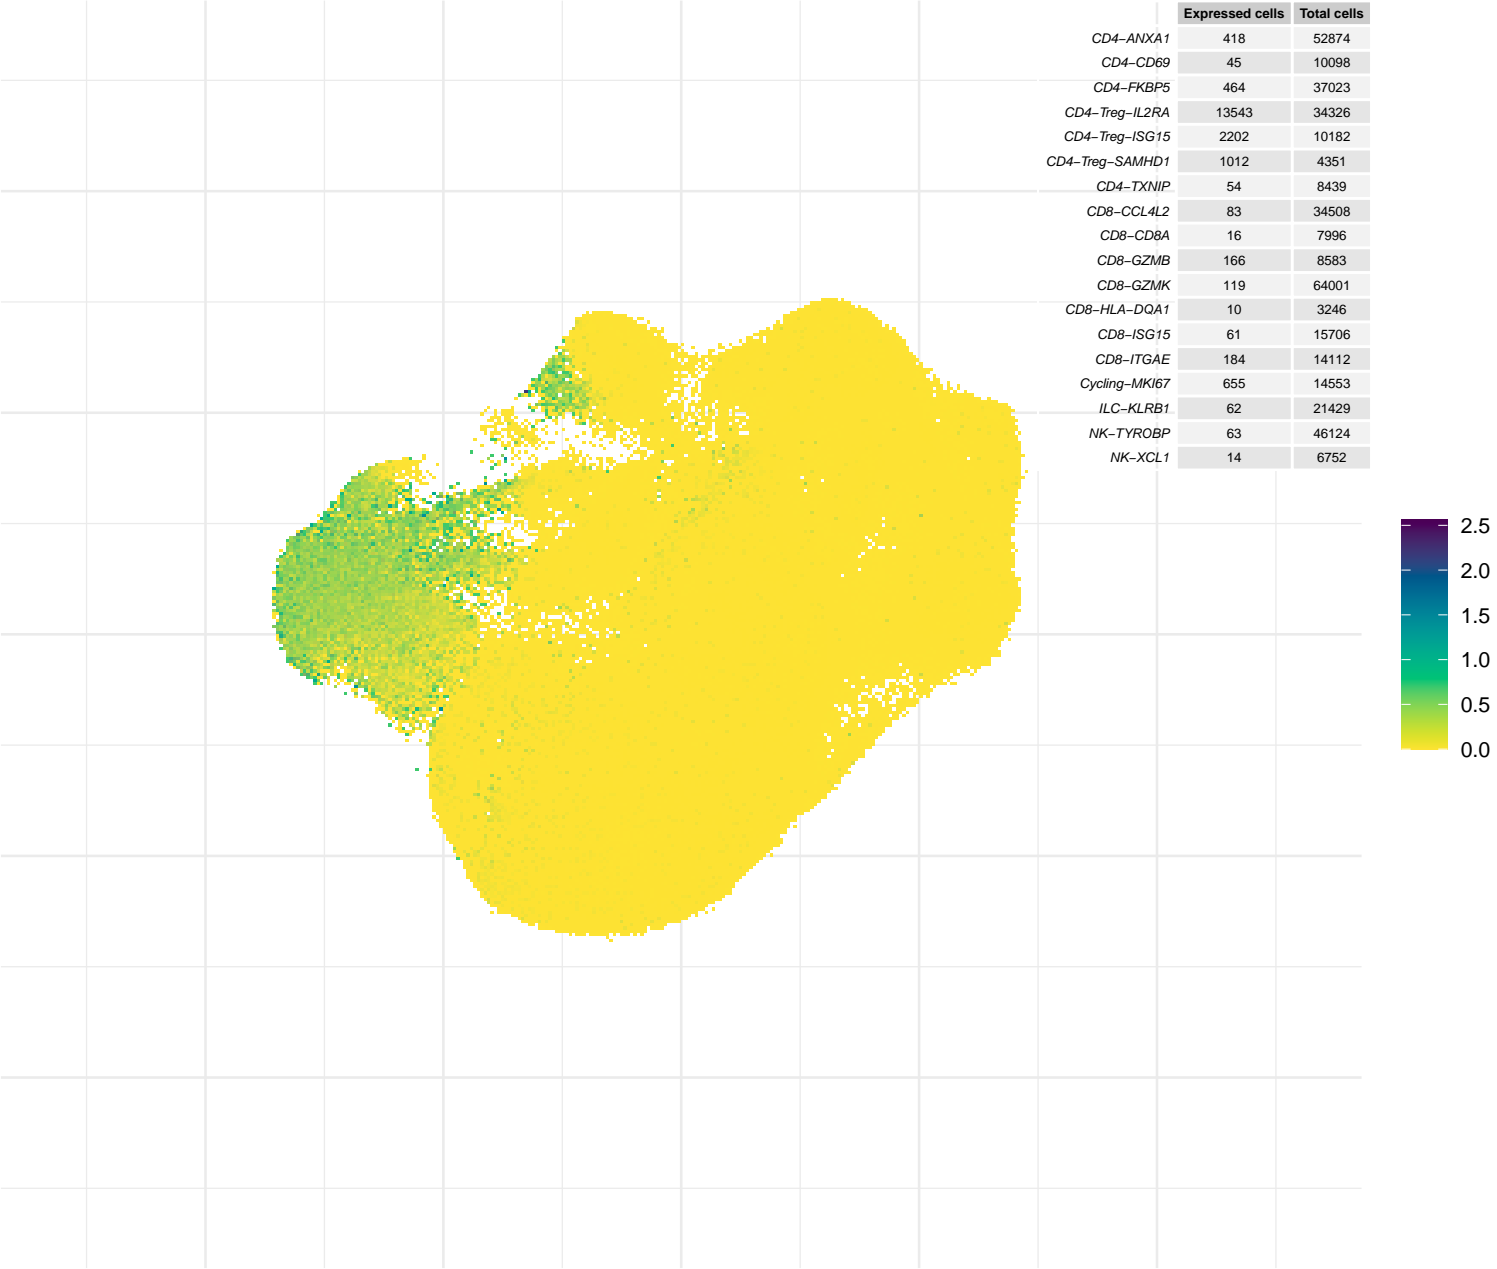 Expressed cells Total cells
CD4−ANXA1 418 52874
CD4−CD69 45 10098
CD4−FKBP5 464 37023
CD4−Treg−IL2RA 13543 34326
CD4−Treg−ISG15 2202 10182
CD4−Treg−SAMHD1 1012 4351
CD4−TXNIP 54 8439
CD8−CCL4L2 83 34508
CD8−CD8A 16 7996
CD8−GZMB 166 8583
CD8−GZMK 119 64001
CD8−HLA−DQA1 10 3246
CD8−ISG15 61 15706
CD8−ITGAE 184 14112
Cycling−MKI67 655 14553
ILC−KLRB1 62 21429
NK−TYROBP 63 46124
NK−XCL1 14 6752
2.5
2.0
1.5
1.0
0.5
0.0